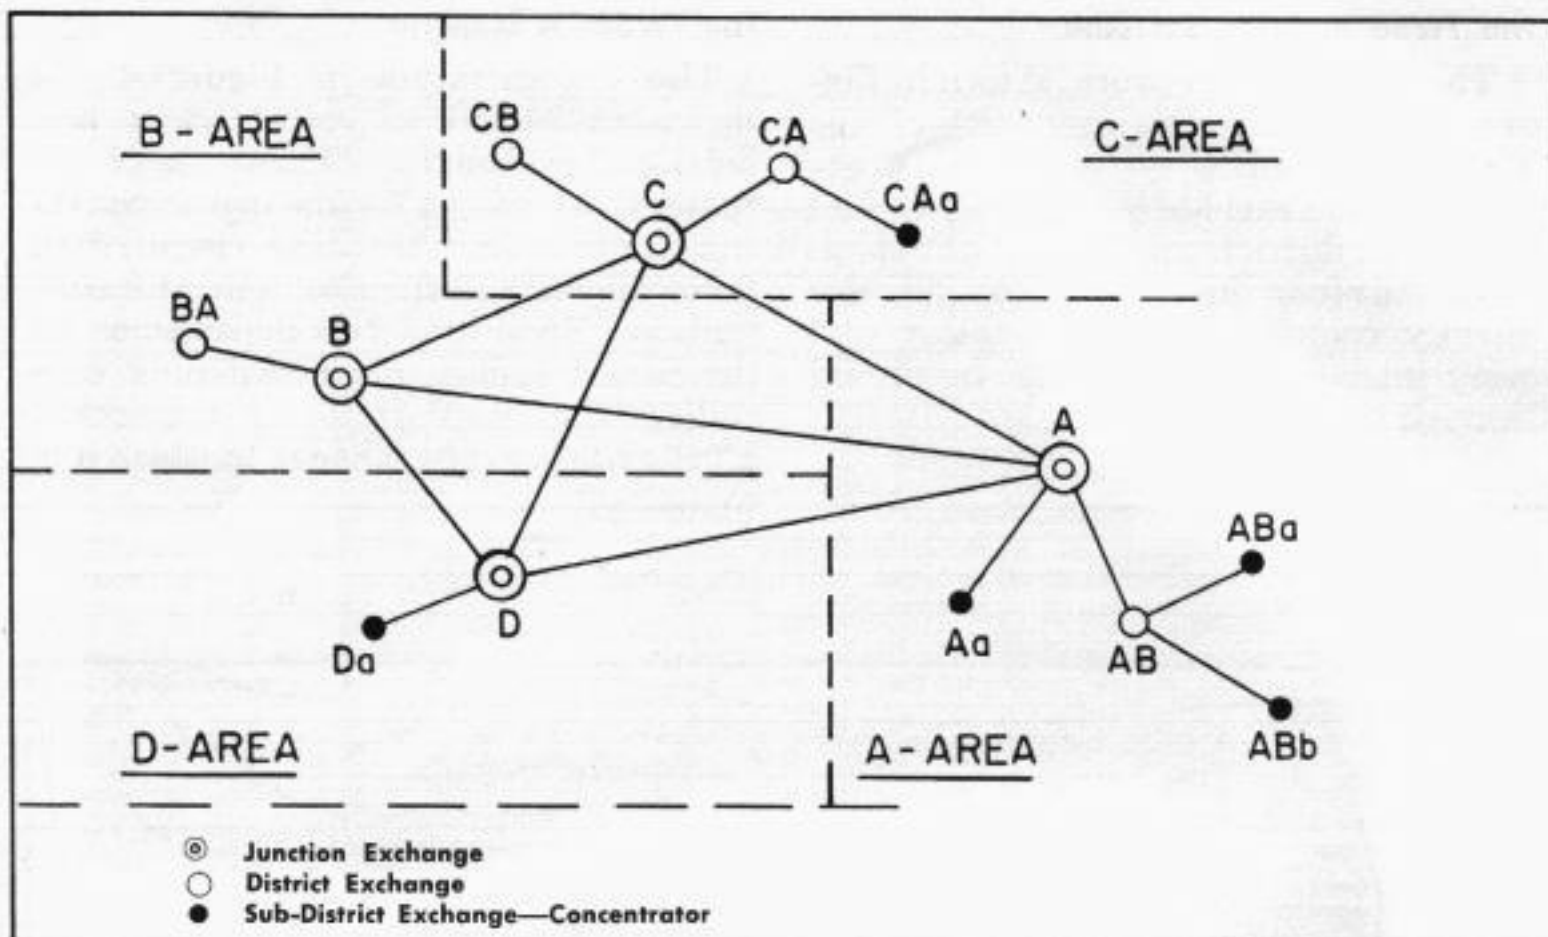 B - AREA
CB
CA
C-AREA
C
CAa
BA
B
A
ABa
D
Da
Aa
AB
ABb
D-AREA
A-AREA
Junction Exchange
District Exchange
Sub-District Exchange—Concentrator